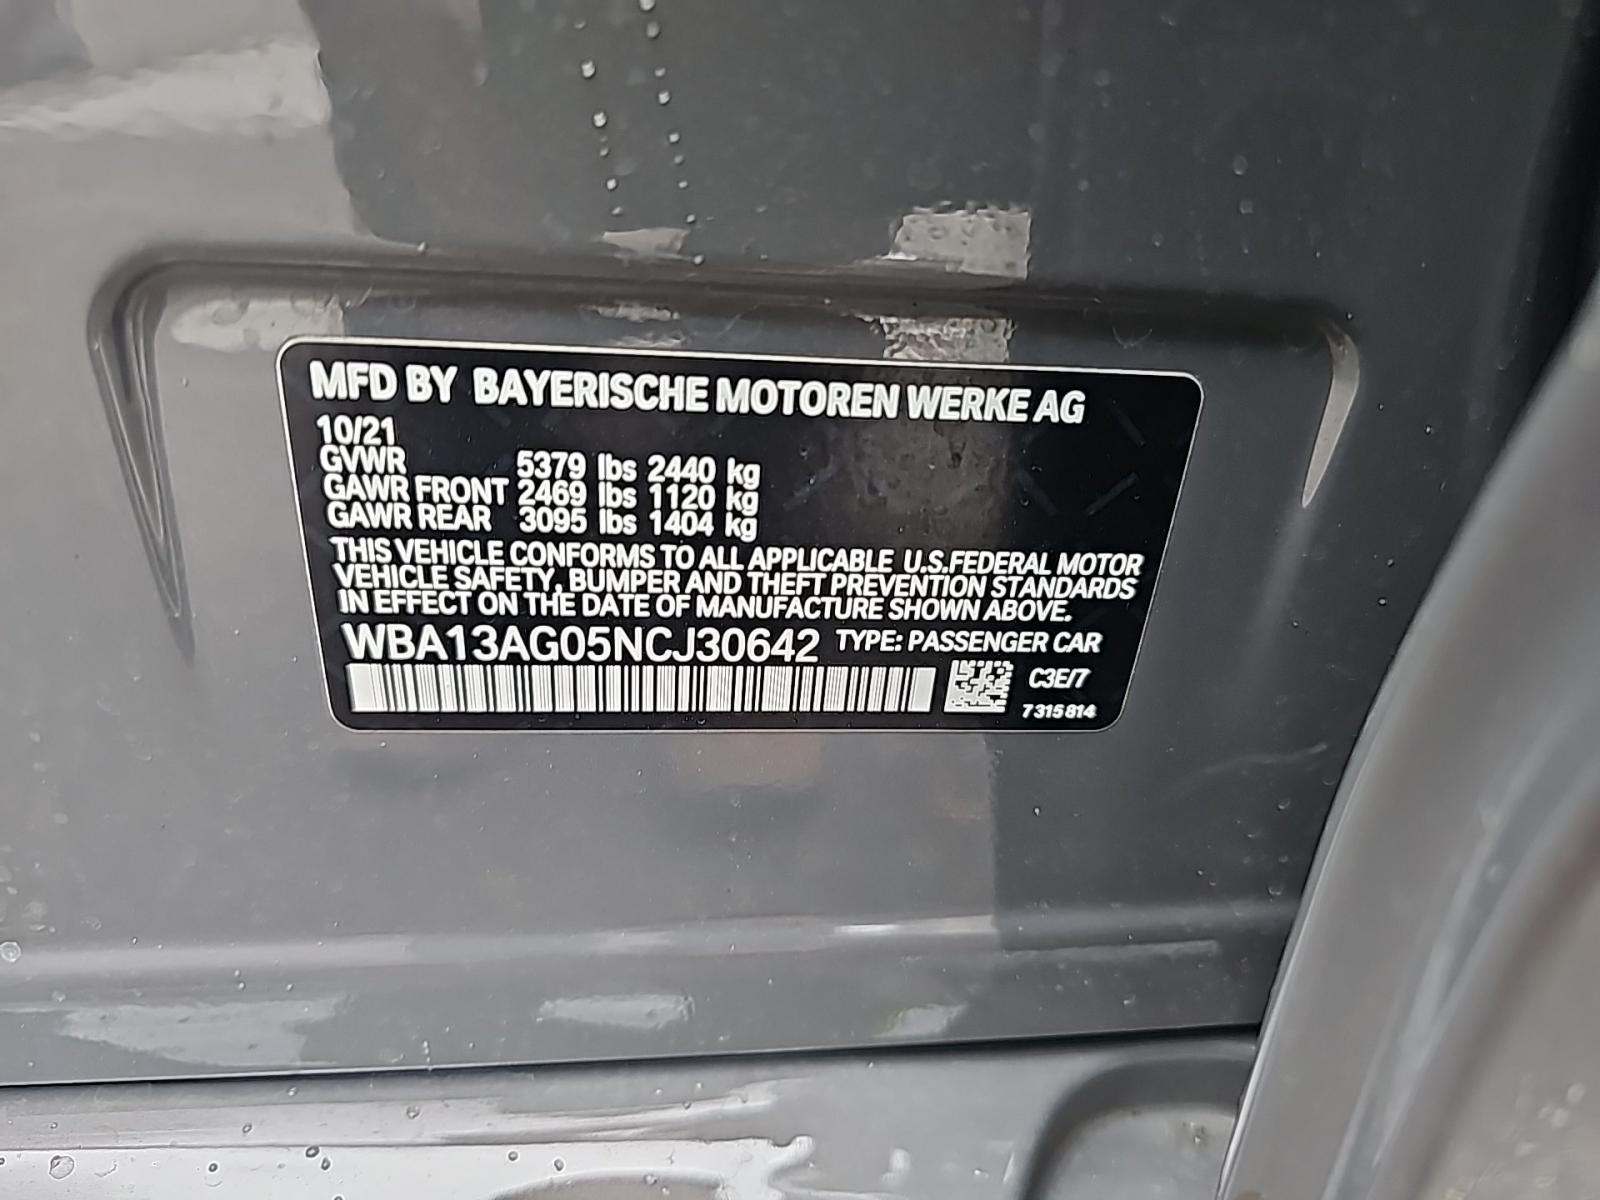 MFD BY BAYERISCHE MOTOREN WERKE AG
10/21
GVWR 5379 lbs 2440 kg
GAWR FRONT 2469 lbs 1120 kg
GAWR REAR 3095 lbs 1404 kg
THIS VEHICLE CONFORMS TO ALL APPLICABLE U.S.FEDERAL MOTOR
VEHICLE SAFETY, BUMPER AND THEFT PREVENTION STANDARDS
IN EFFECT ON THE DATE OF MANUFACTURE SHOWN ABOVE.
WBA13AG05NCJ30642 TYPE: PASSENGER CAR
C3E/7
7 315 814